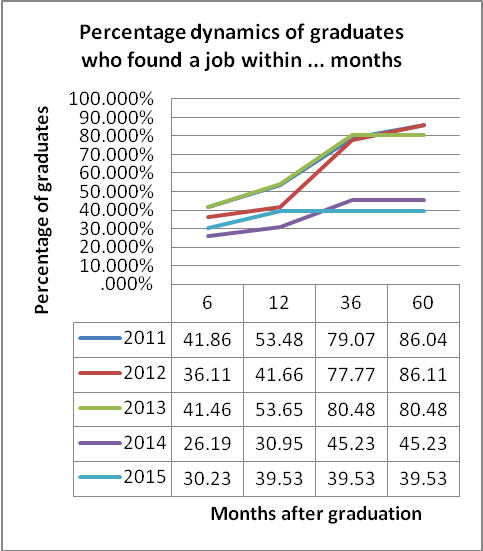 Percentage dynamics of graduates
who found a job within ... months
Percentage of graduates
100.000%
90.000%
80.000%
70.000%
60.000%
50.000%
40.000%
30.000%
20.000%
10.000%
.000%
6 12 36 60
2011 41.86 53.48 79.07 86.04
2012 36.11 41.66 77.77 86.11
2013 41.46 53.65 80.48 80.48
2014 26.19 30.95 45.23 45.23
2015 30.23 39.53 39.53 39.53
Months after graduation